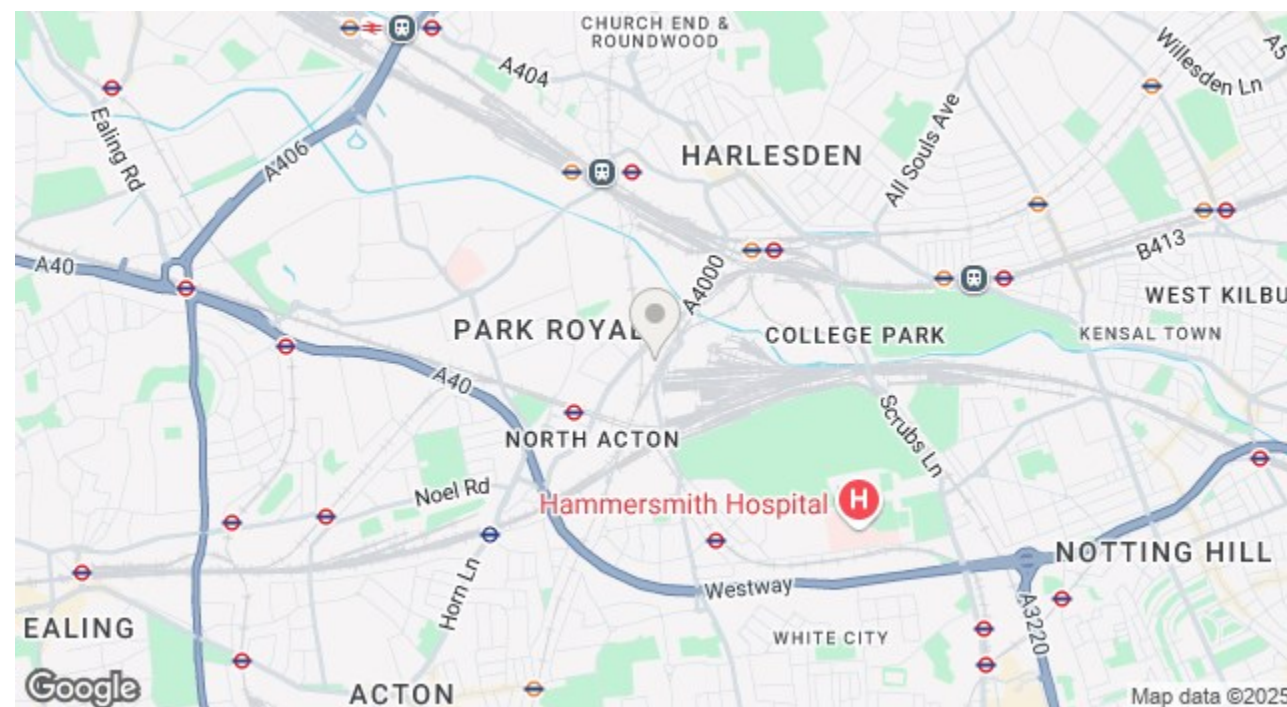 CHURCH END &
ROUNDWOOD
A404
Willesden Ln
A5
Ealing Rd
A406
HARLESDEN
All Souls Ave
B413
A40
A4000
WEST KILBU
PARK ROYAL
COLLEGE PARK
KENSAL TOWN
A40
Scrubs Ln
NORTH ACTON
Noel Rd
Hammersmith Hospital
H
Horn Ln
NOTTING HILL
Westway
A3220
EALING
WHITE CITY
ACTON
Google
Map data ©2025